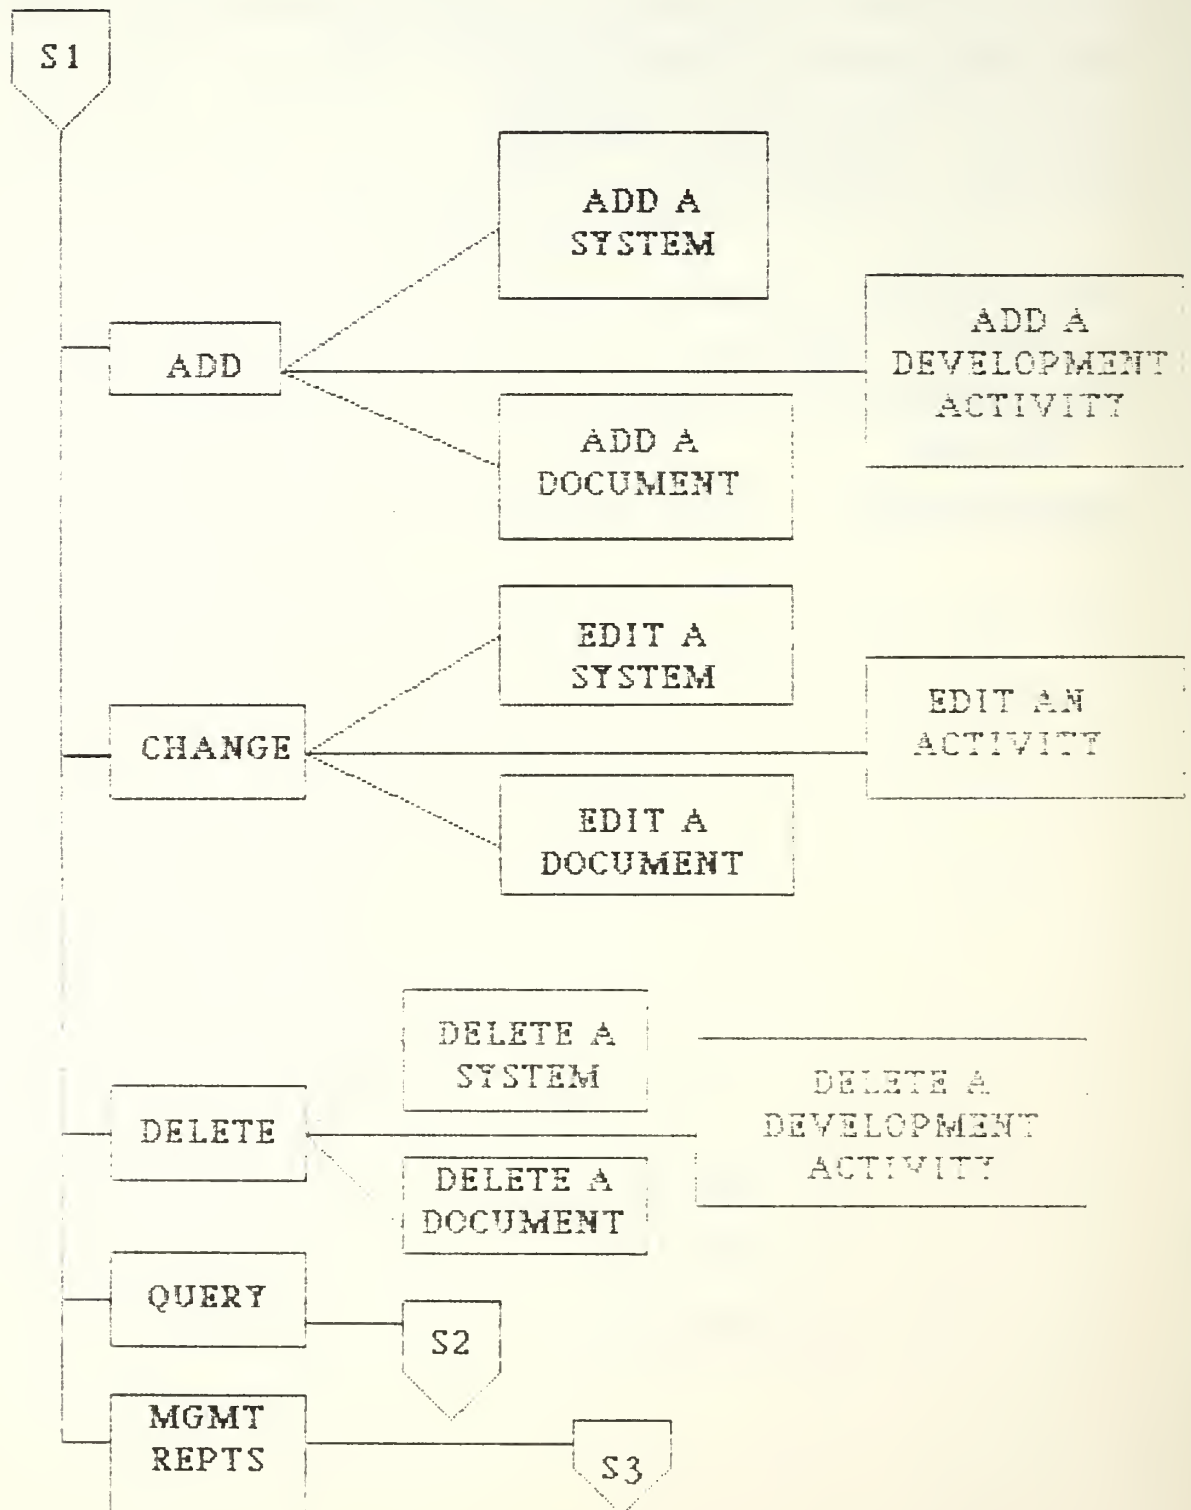 S1
ADD A
SYSTEM
ADD
ADD A
DEVELOPMENT
ACTIVITY
ADD A
DOCUMENT
EDIT A
SYSTEM
CHANGE
EDIT AN
ACTIVITY
EDIT A
DOCUMENT
DELETE A
SYSTEM
DELETE
DELETE A
DEVELOPMENT
ACTIVITY
DELETE A
DOCUMENT
QUERY
S2
MGMT
REPTS
S3